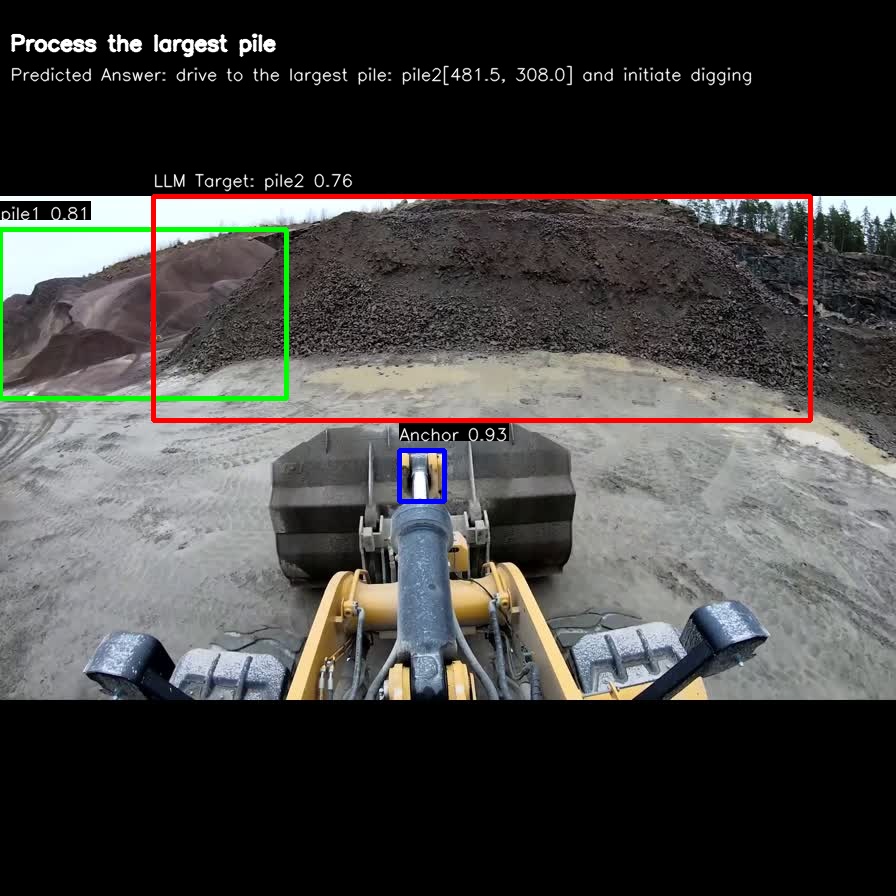 Process the largest pile
Predicted Answer: drive to the largest pile: pile2[481.5, 308.0] and initiate digging
LLM Target: pile2 0.76
pile1 0.81
Anchor 0.93